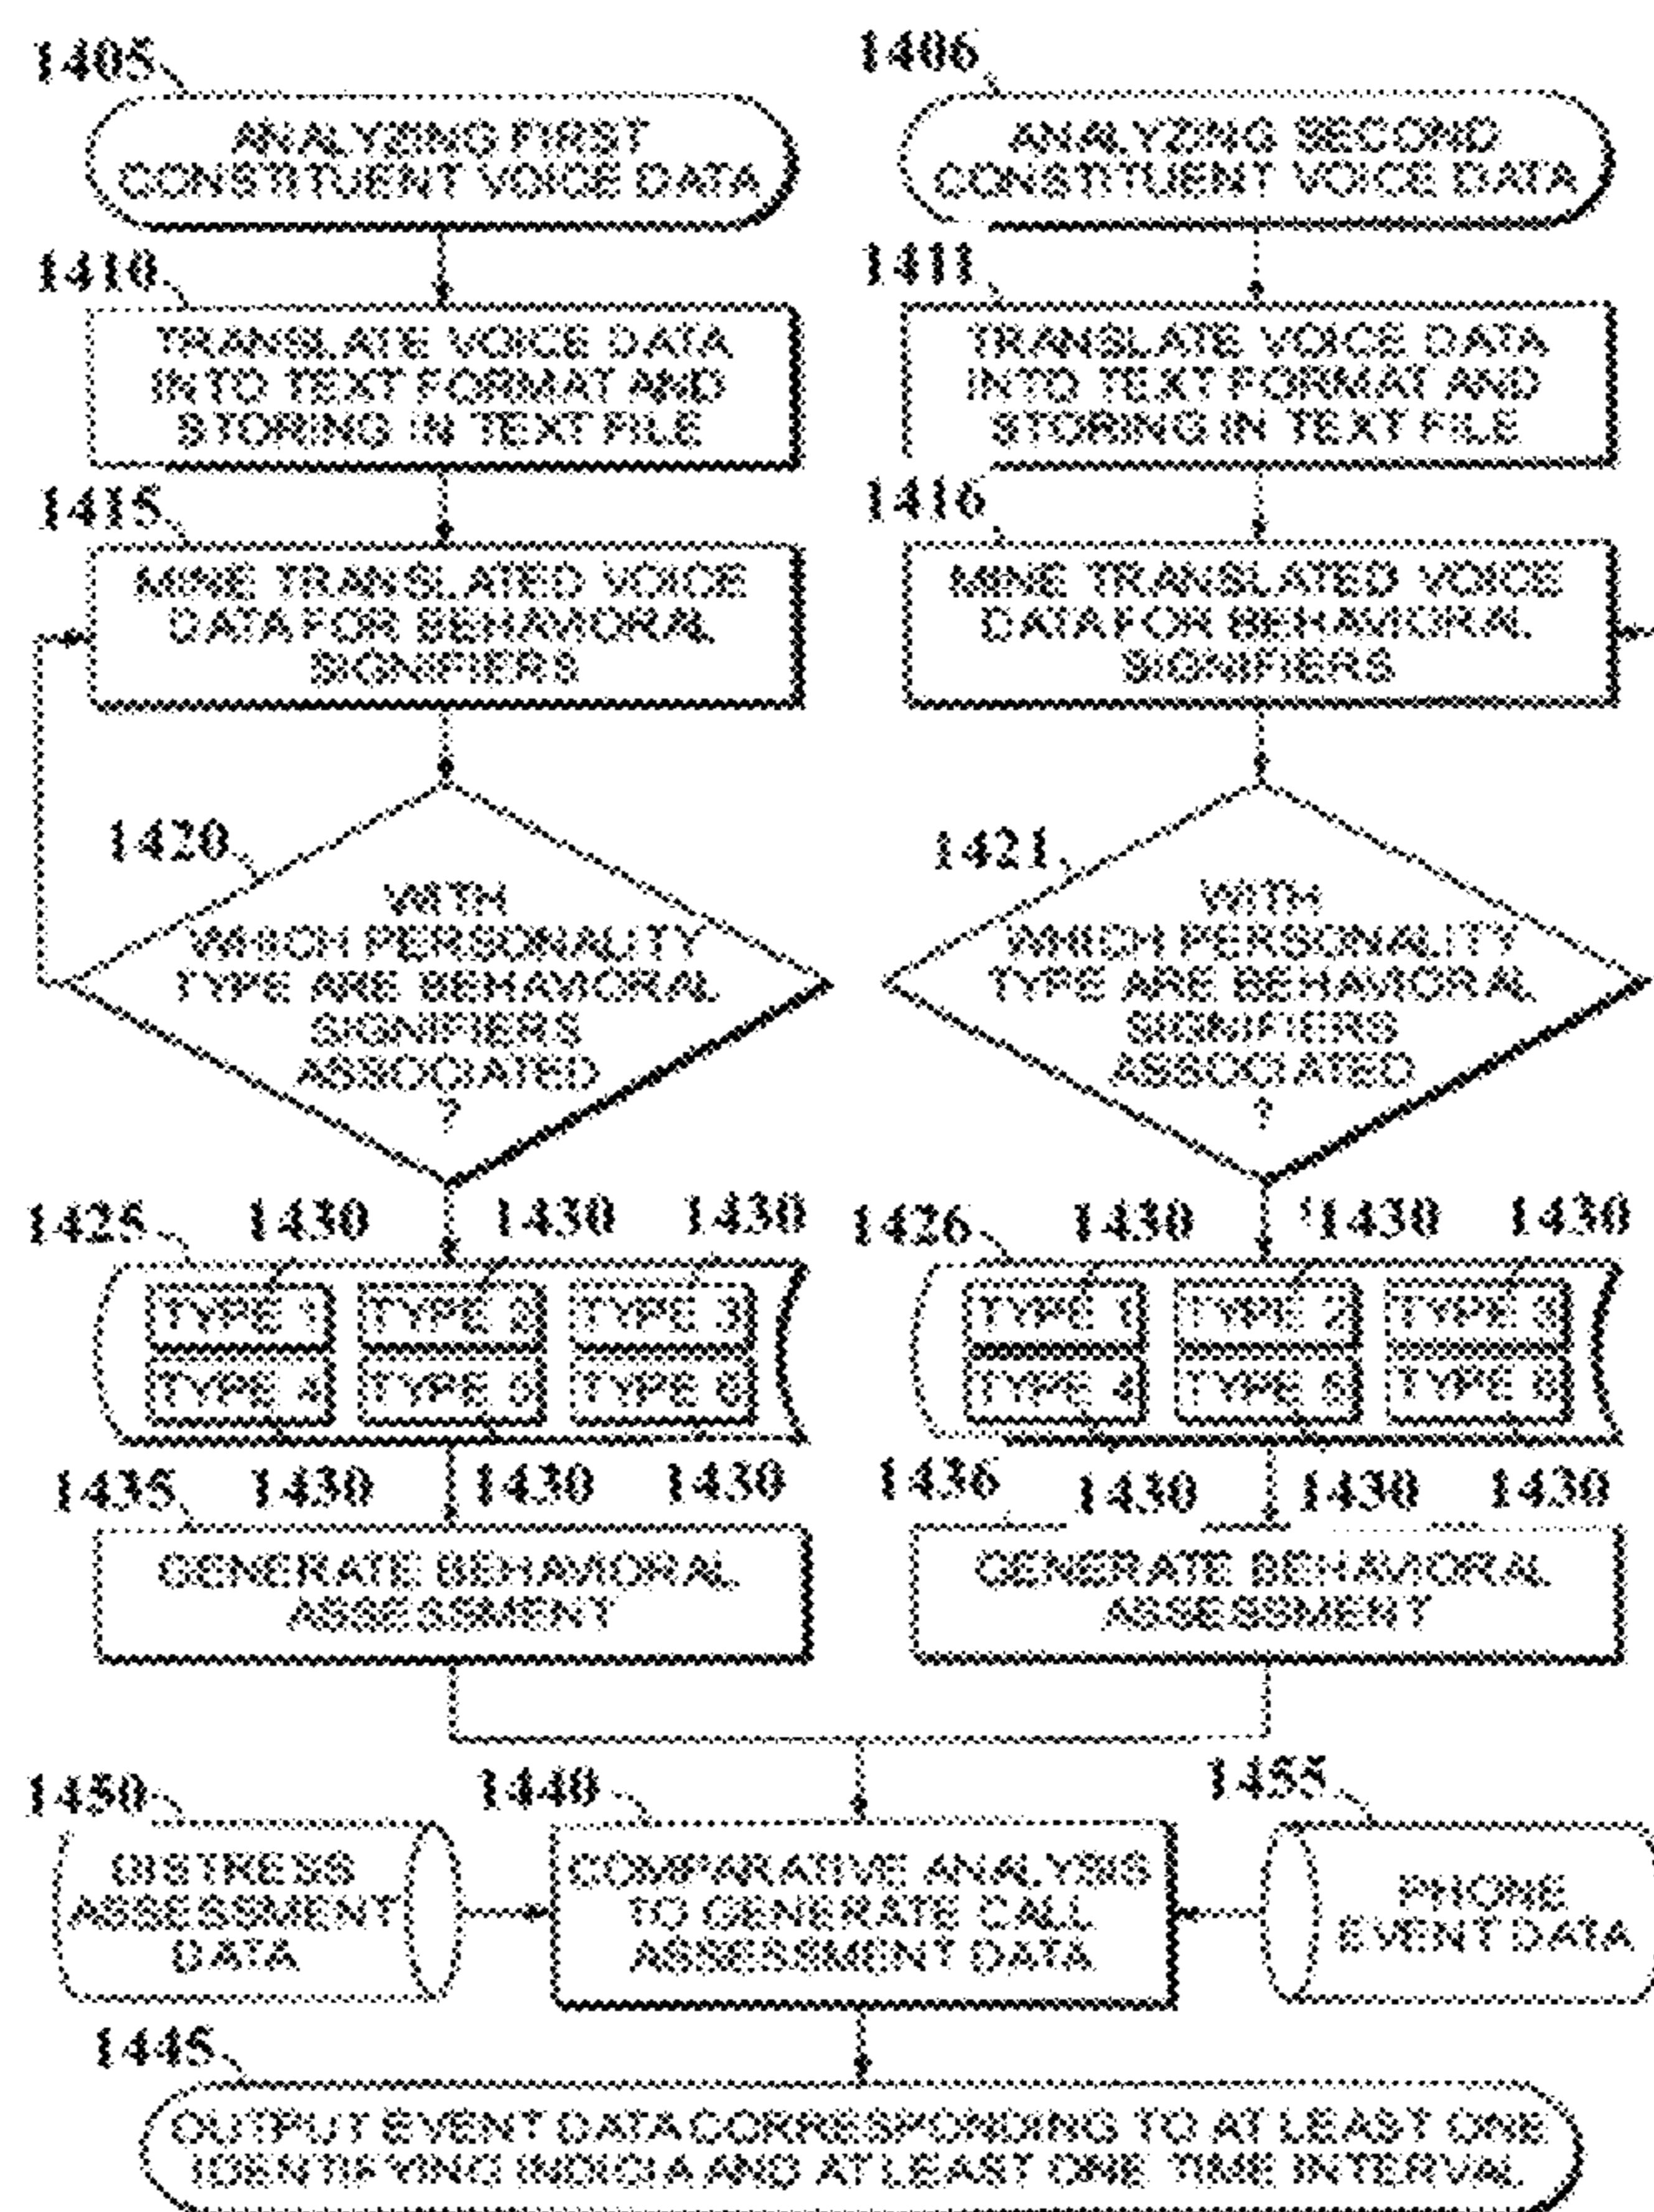 1405
1406
ANALYZING FIRST
CONSTITUENT VOICE DATA
ANALYZING SECOND
CONSTITUENT VOICE DATA
1410
1411
TRANSLATE VOICE DATA
INTO TEXT FORMAT AND
STORING IN TEXT FILE
TRANSLATE VOICE DATA
INTO TEXT FORMAT AND
STORING IN TEXT FILE
1415
1416
MINE TRANSLATED VOICE
DATA FOR BEHAVIORAL
SIGNIFIERS
MINE TRANSLATED VOICE
DATA FOR BEHAVIORAL
SIGNIFIERS
1420
1421
WITH
WHICH PERSONALITY
TYPE ARE BEHAVIORAL
SIGNIFIERS
ASSOCIATED
?
WITH
WHICH PERSONALITY
TYPE ARE BEHAVIORAL
SIGNIFIERS
ASSOCIATED
?
1425 1430 1430 1430
1426 1430 1430 1430
TYPE 1 TYPE 2 TYPE 3
TYPE 4 TYPE 5 TYPE 6
TYPE 1 TYPE 2 TYPE 3
TYPE 4 TYPE 5 TYPE 6
1435 1430 1430 1430
1436 1430 1430 1430
GENERATE BEHAVIORAL
ASSESSMENT
GENERATE BEHAVIORAL
ASSESSMENT
1450
1440
1455
DISTRESS
ASSESSMENT
DATA
COMPARATIVE ANALYSIS
TO GENERATE CALL
ASSESSMENT DATA
PHONE
EVENT DATA
1445
OUTPUT EVENT DATA CORRESPONDING TO AT LEAST ONE
IDENTIFYING INDICIA AND AT LEAST ONE TIME INTERVAL